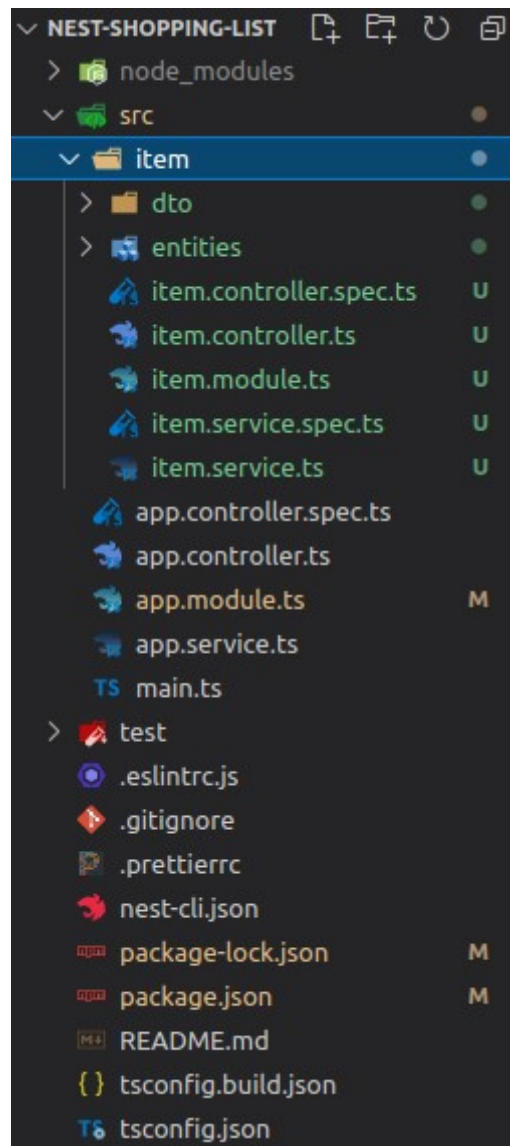 NEST-SHOPPING-LIST
node_modules
src
item
dto
entities
item.controller.spec.ts U
item.controller.ts U
item.module.ts U
item.service.spec.ts U
item.service.ts U
app.controller.spec.ts
app.controller.ts
app.module.ts M
app.service.ts
TS main.ts
test
.eslintrc.js
.gitignore
.prettierrc
nest-cli.json
npm package-lock.json M
npm package.json M
M↓ README.md
{ } tsconfig.build.json
TS tsconfig.json